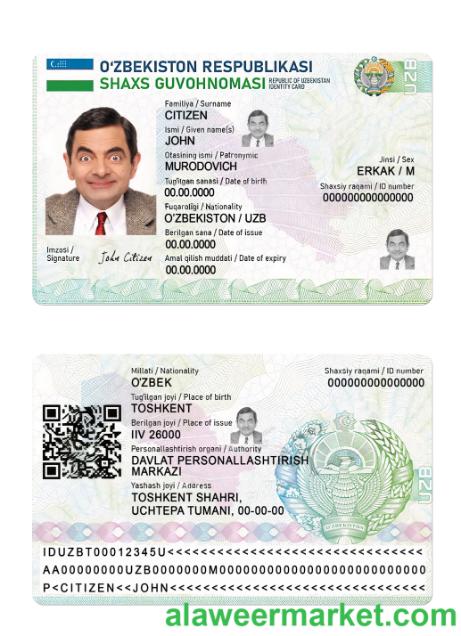 O‘ZBEKISTON RESPUBLIKASI
SHAXS GUVOHNOMASI REPUBLIC OF UZBEKISTAN
IDENTITY CARD
UZB
Familiya / Surname
CITIZEN
Ismi / Given name(s)
JOHN
Otasining ismi / Patronymic
MURODOVICH
Jinsi / Sex
ERKAK / M
Tug‘ilgan sanasi / Date of birth
00.00.0000
Shaxsiy raqami / ID number
00000000000000
Fuqaroligi / Nationality
O‘ZBEKISTON / UZB
Berilgan sana / Date of issue
00.00.0000
Amal qilish muddati / Date of expiry
00.00.0000
Imzosi /
Signature
John Citizen
Millati / Nationality
O‘ZBEK
Shaxsiy raqami / ID number
00000000000000
Tug‘ilgan joyi / Place of birth
TOSHKENT
Berilgan joyi / Place of issue
IIV 26000
Personallashtirish organi / Authority
DAVLAT PERSONALLASHTIRISH
MARKAZI
Yashash joyi / Address
TOSHKENT SHAHRI,
UCHTEPA TUMANI, 00-00-00
UZB
IDUZBT00012345U<<<<<<<<<<<<<<<<<<<<<<<<<<<<<<
AA00000000UZB0000000M00000000000000000000000
P<CITIZEN<<JOHN<<<<<<<<<<<<<<<<<<<<<<<<<<<<<<
alaweermarket.com